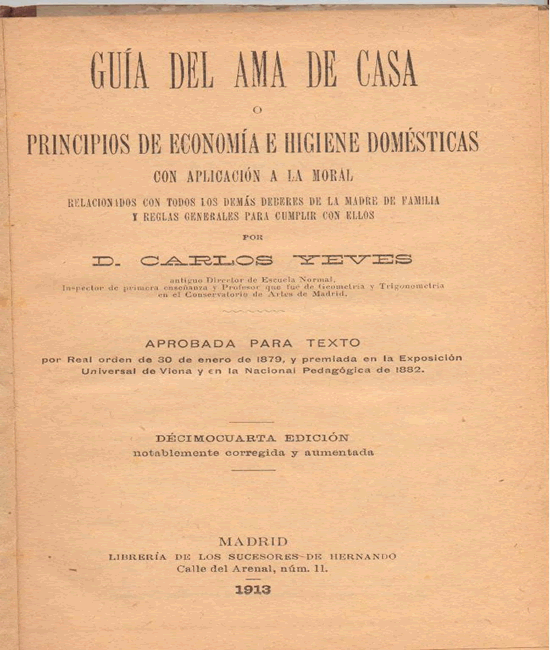 GUÍA DEL AMA DE CASA
O
PRINCIPIOS DE ECONOMÍA E HIGIENE DOMÉSTICAS
CON APLICACIÓN A LA MORAL
RELACIONADOS CON TODOS LOS DEMÁS DEBERES DE LA MADRE DE FAMILIA
Y REGLAS GENERALES PARA CUMPLIR CON ELLOS
POR
D. CARLOS YEVES
antiguo Director de Escuela Normal,
Inspector de primera enseñanza y Profesor que fue de Geometría y Trigonometría
en el Conservatorio de Artes de Madrid.
APROBADA PARA TEXTO
por Real orden de 30 de enero de 1879, y premiada en la Exposición
Universal de Viena y en la Nacional Pedagógica de 1882.
DÉCIMOCUARTA EDICIÓN
notablemente corregida y aumentada
MADRID
LIBRERÍA DE LOS SUCESORES DE HERNANDO
Calle del Arenal, núm. 11.
1913